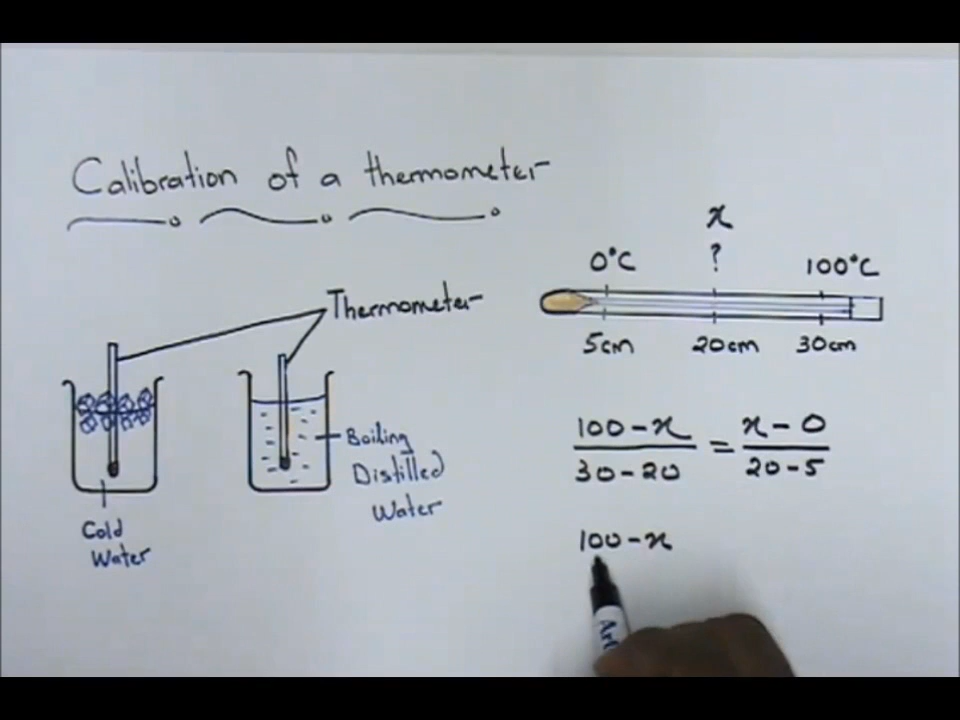 Calibration of a thermometer
x
0°C ? 100°C
5cm 20cm 30cm
Thermometer
Boiling
Distilled
Water
Cold
Water
100 - x = x - 0
30 - 20 20 - 5
100 - x